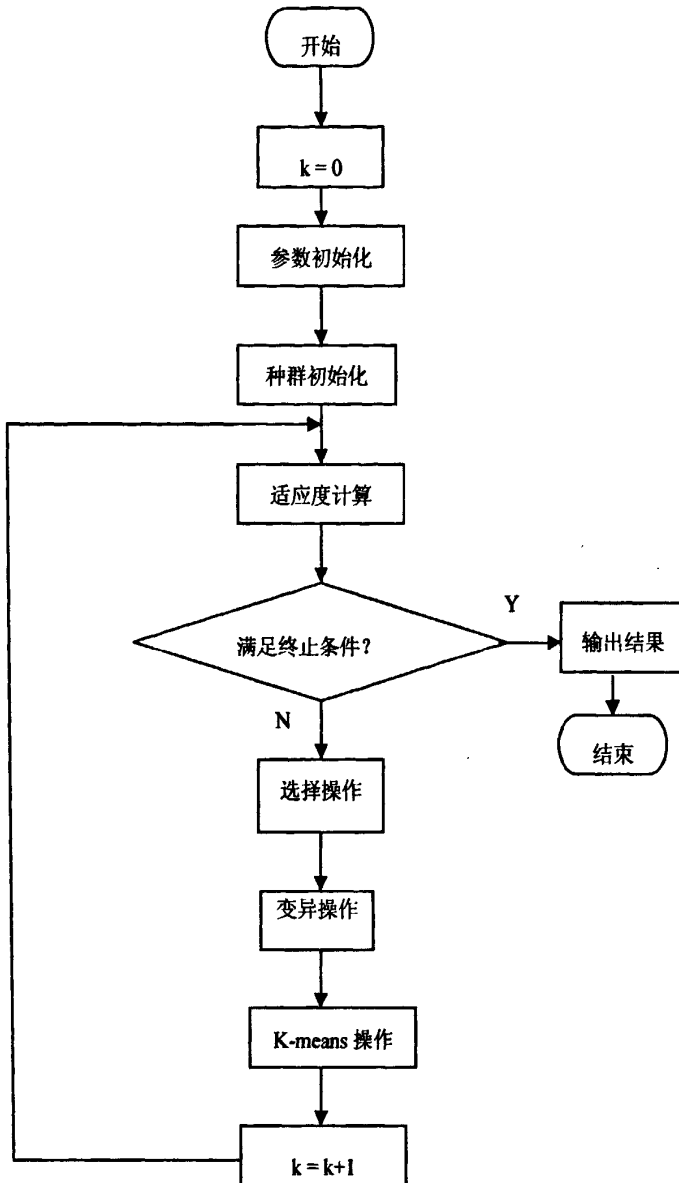 开始
k = 0
参数初始化
种群初始化
适应度计算
满足终止条件？
Y
输出结果
结束
N
选择操作
变异操作
K-means 操作
k = k+1